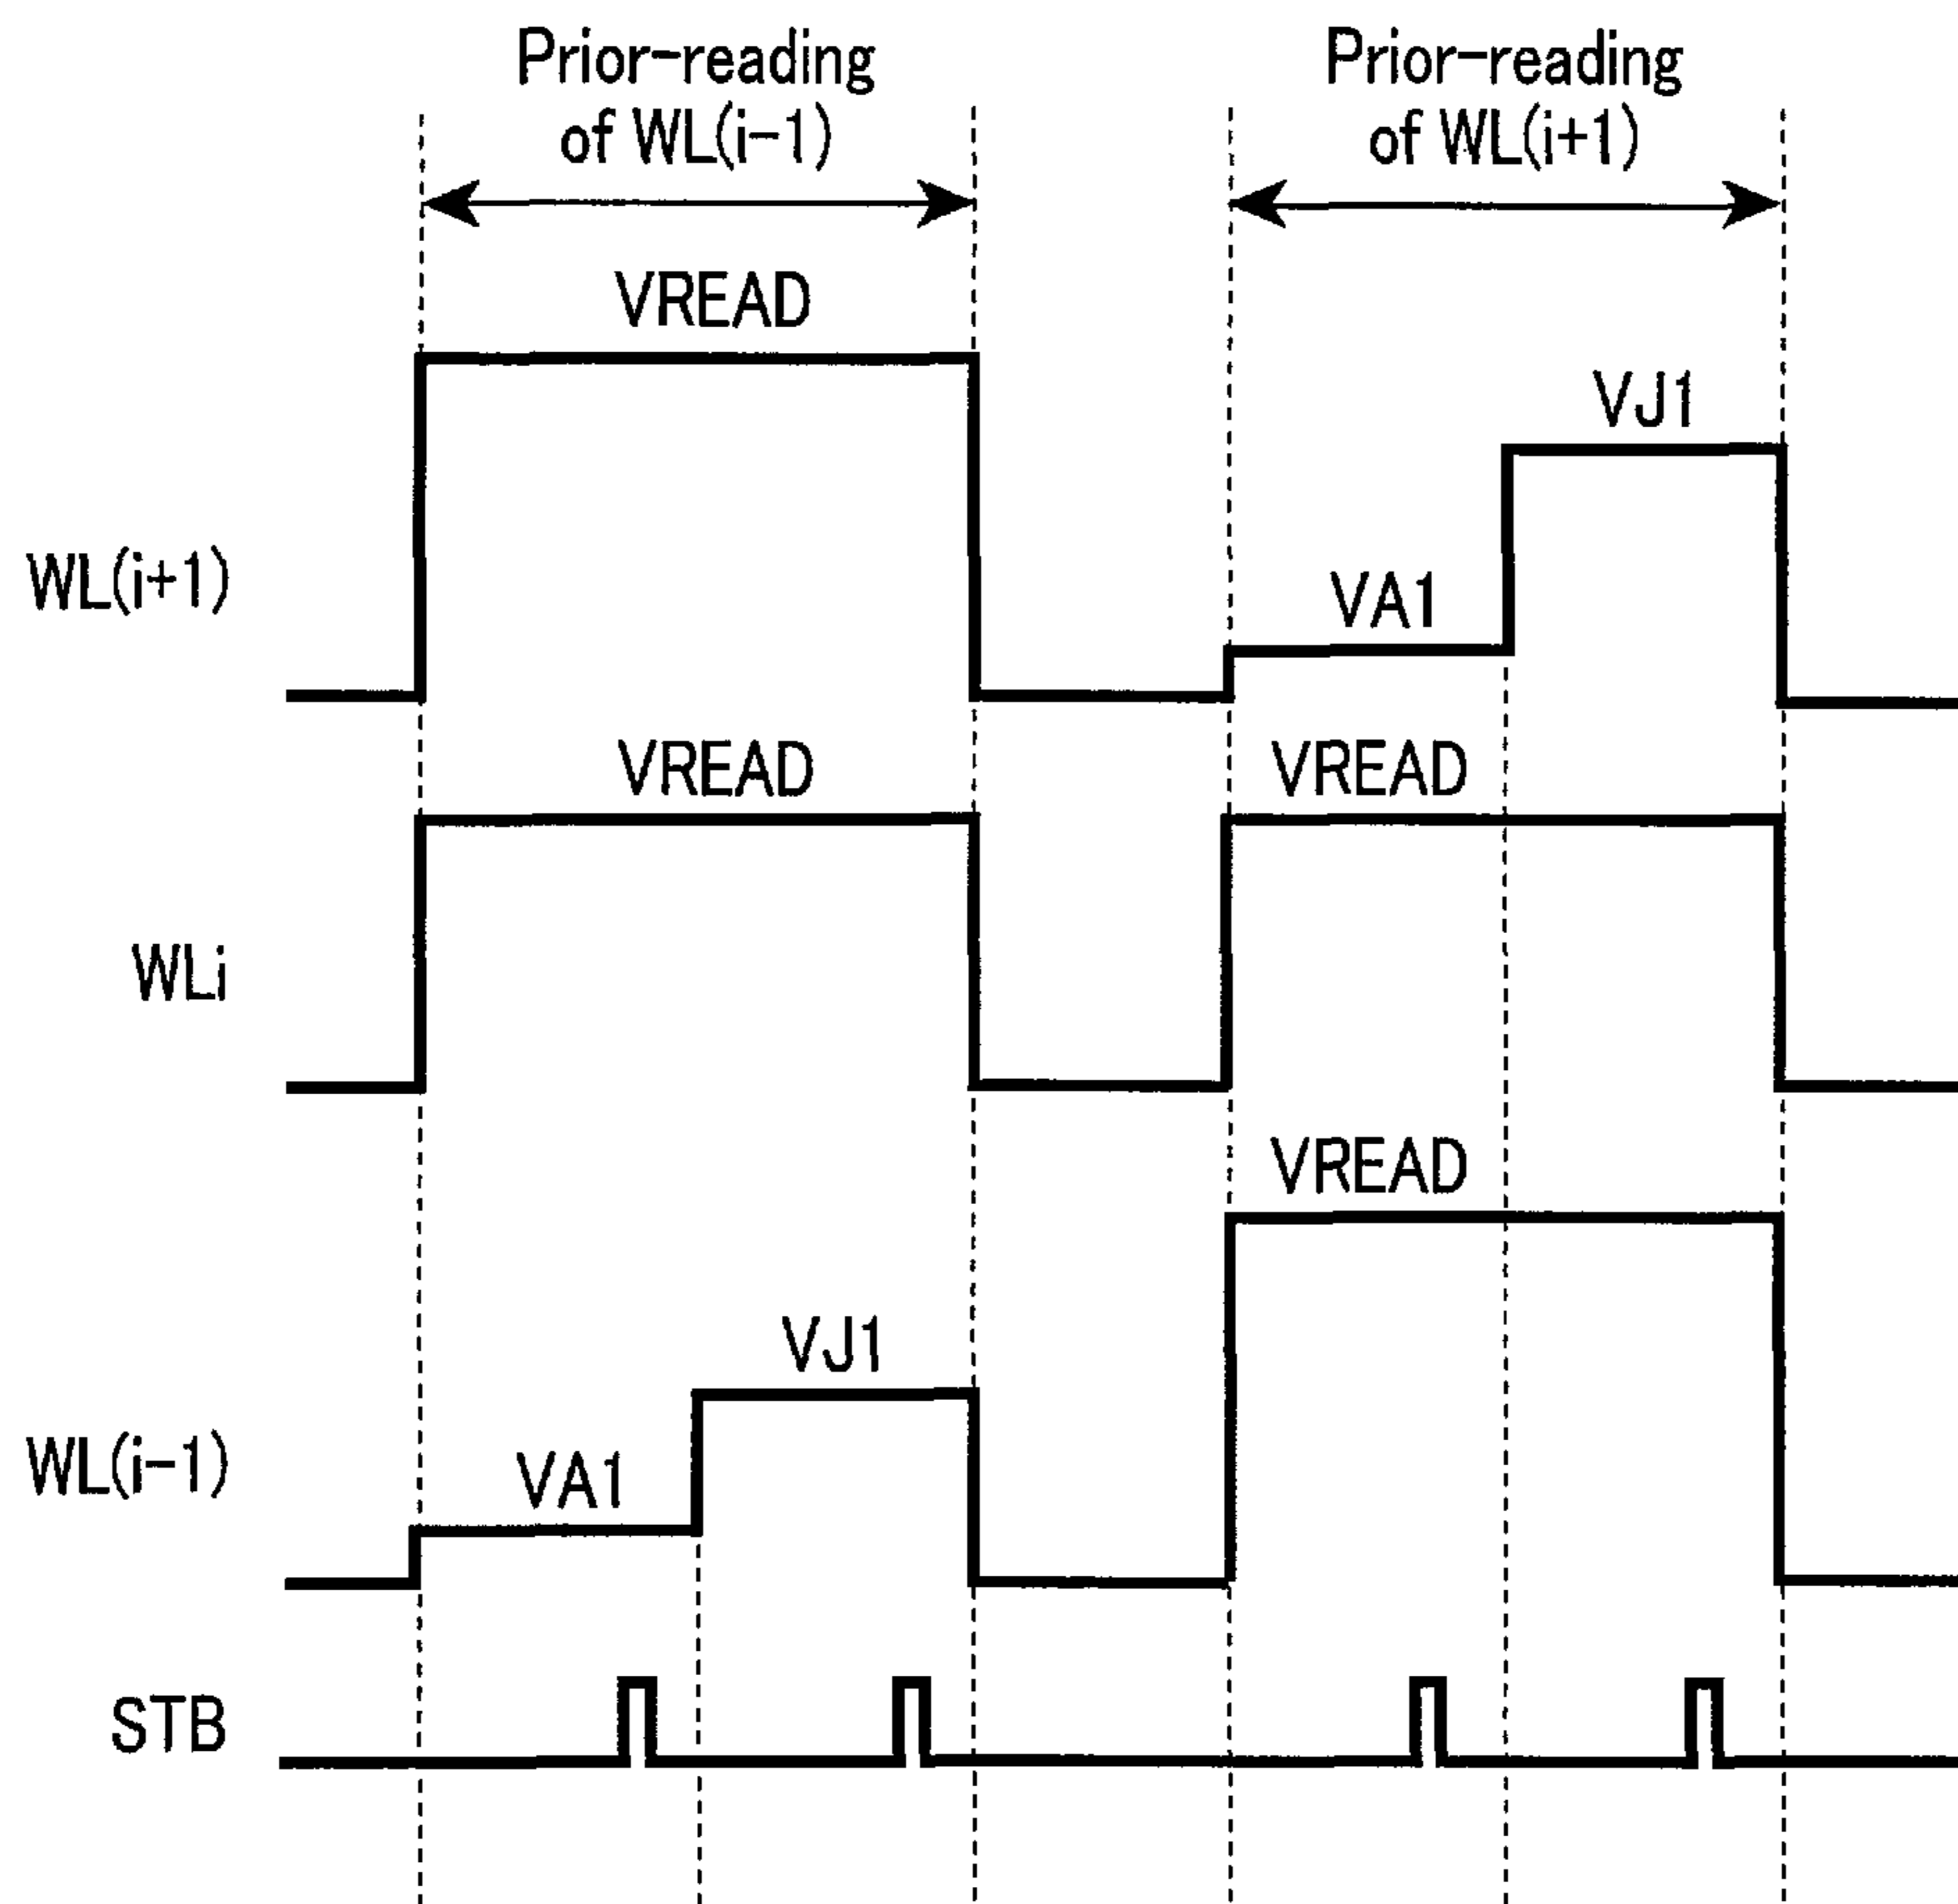 Prior-reading
of WL(i-1)
Prior-reading
of WL(i+1)
VREAD
VJ1
VA1
WL(i+1)
VREAD
VREAD
WLi
VREAD
VJ1
VA1
WL(i-1)
STB